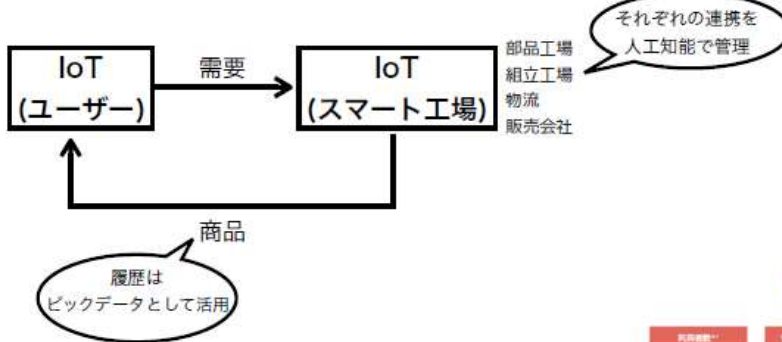 それぞれの連携を
人工知能で管理
IoT
(ユーザー)
需要
IoT
(スマート工場)
部品工場
組立工場
物流
販売会社
商品
履歴は
ビックデータとして活用